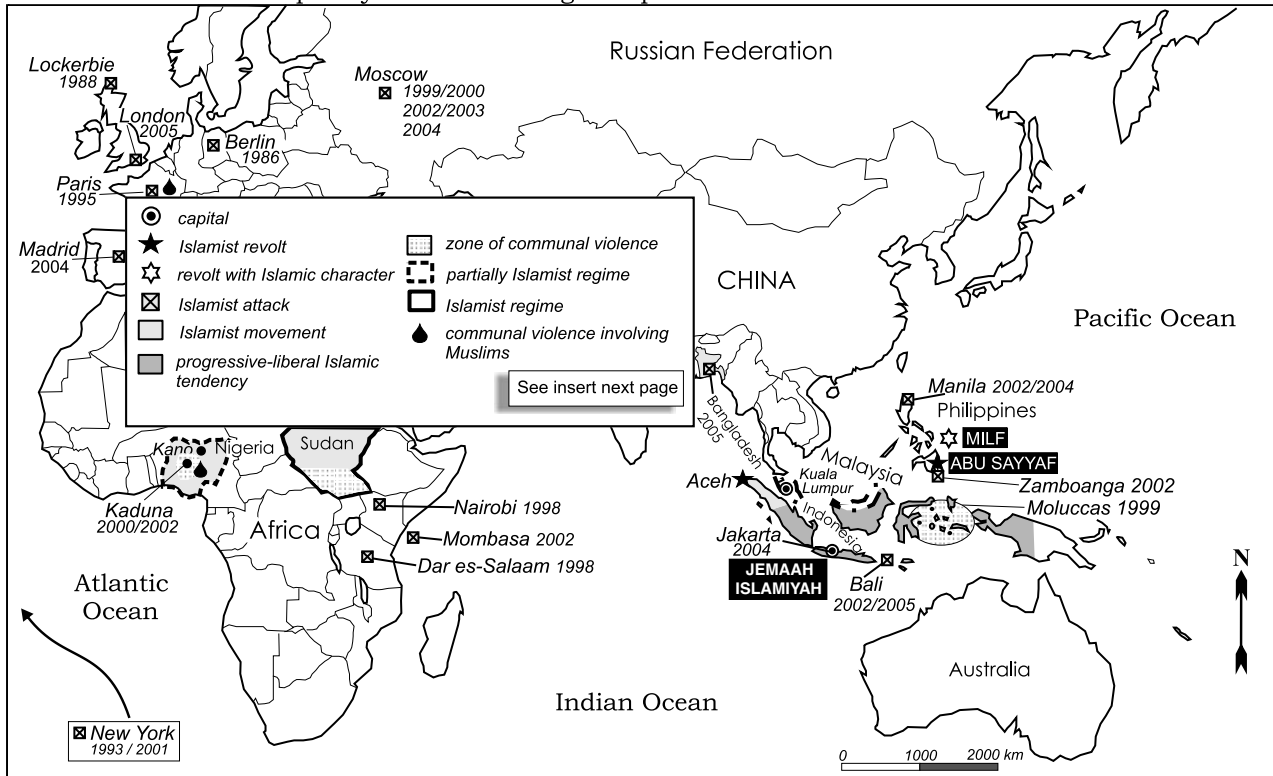 Russian Federation
Lockerbie
1988
Moscow
1999/2000
2002/2003
2004
London
2005
Berlin
1986
Paris
1995
Madrid
2004
capital
Islamist revolt
revolt with Islamic character
Islamist attack
Islamist movement
progressive-liberal Islamic
tendency
zone of communal violence
partially Islamist regime
Islamist regime
communal violence involving
Muslims
See insert next page
CHINA
Pacific Ocean
Bangladesh
2005
Manila 2002/2004
Philippines
MILF
ABU SAYYAF
Zamboanga 2002
Moluccas 1999
Malaysia
Kuala
Lumpur
Aceh
Indonesia
Jakarta
2004
JEMAAH
ISLAMIYAH
Bali
2002/2005
Kano
Nigeria
Sudan
Kaduna
2000/2002
Africa
Nairobi 1998
Mombasa 2002
Dar es-Salaam 1998
Atlantic
Ocean
Indian Ocean
Australia
N
New York
1993 / 2001
0 1000 2000 km